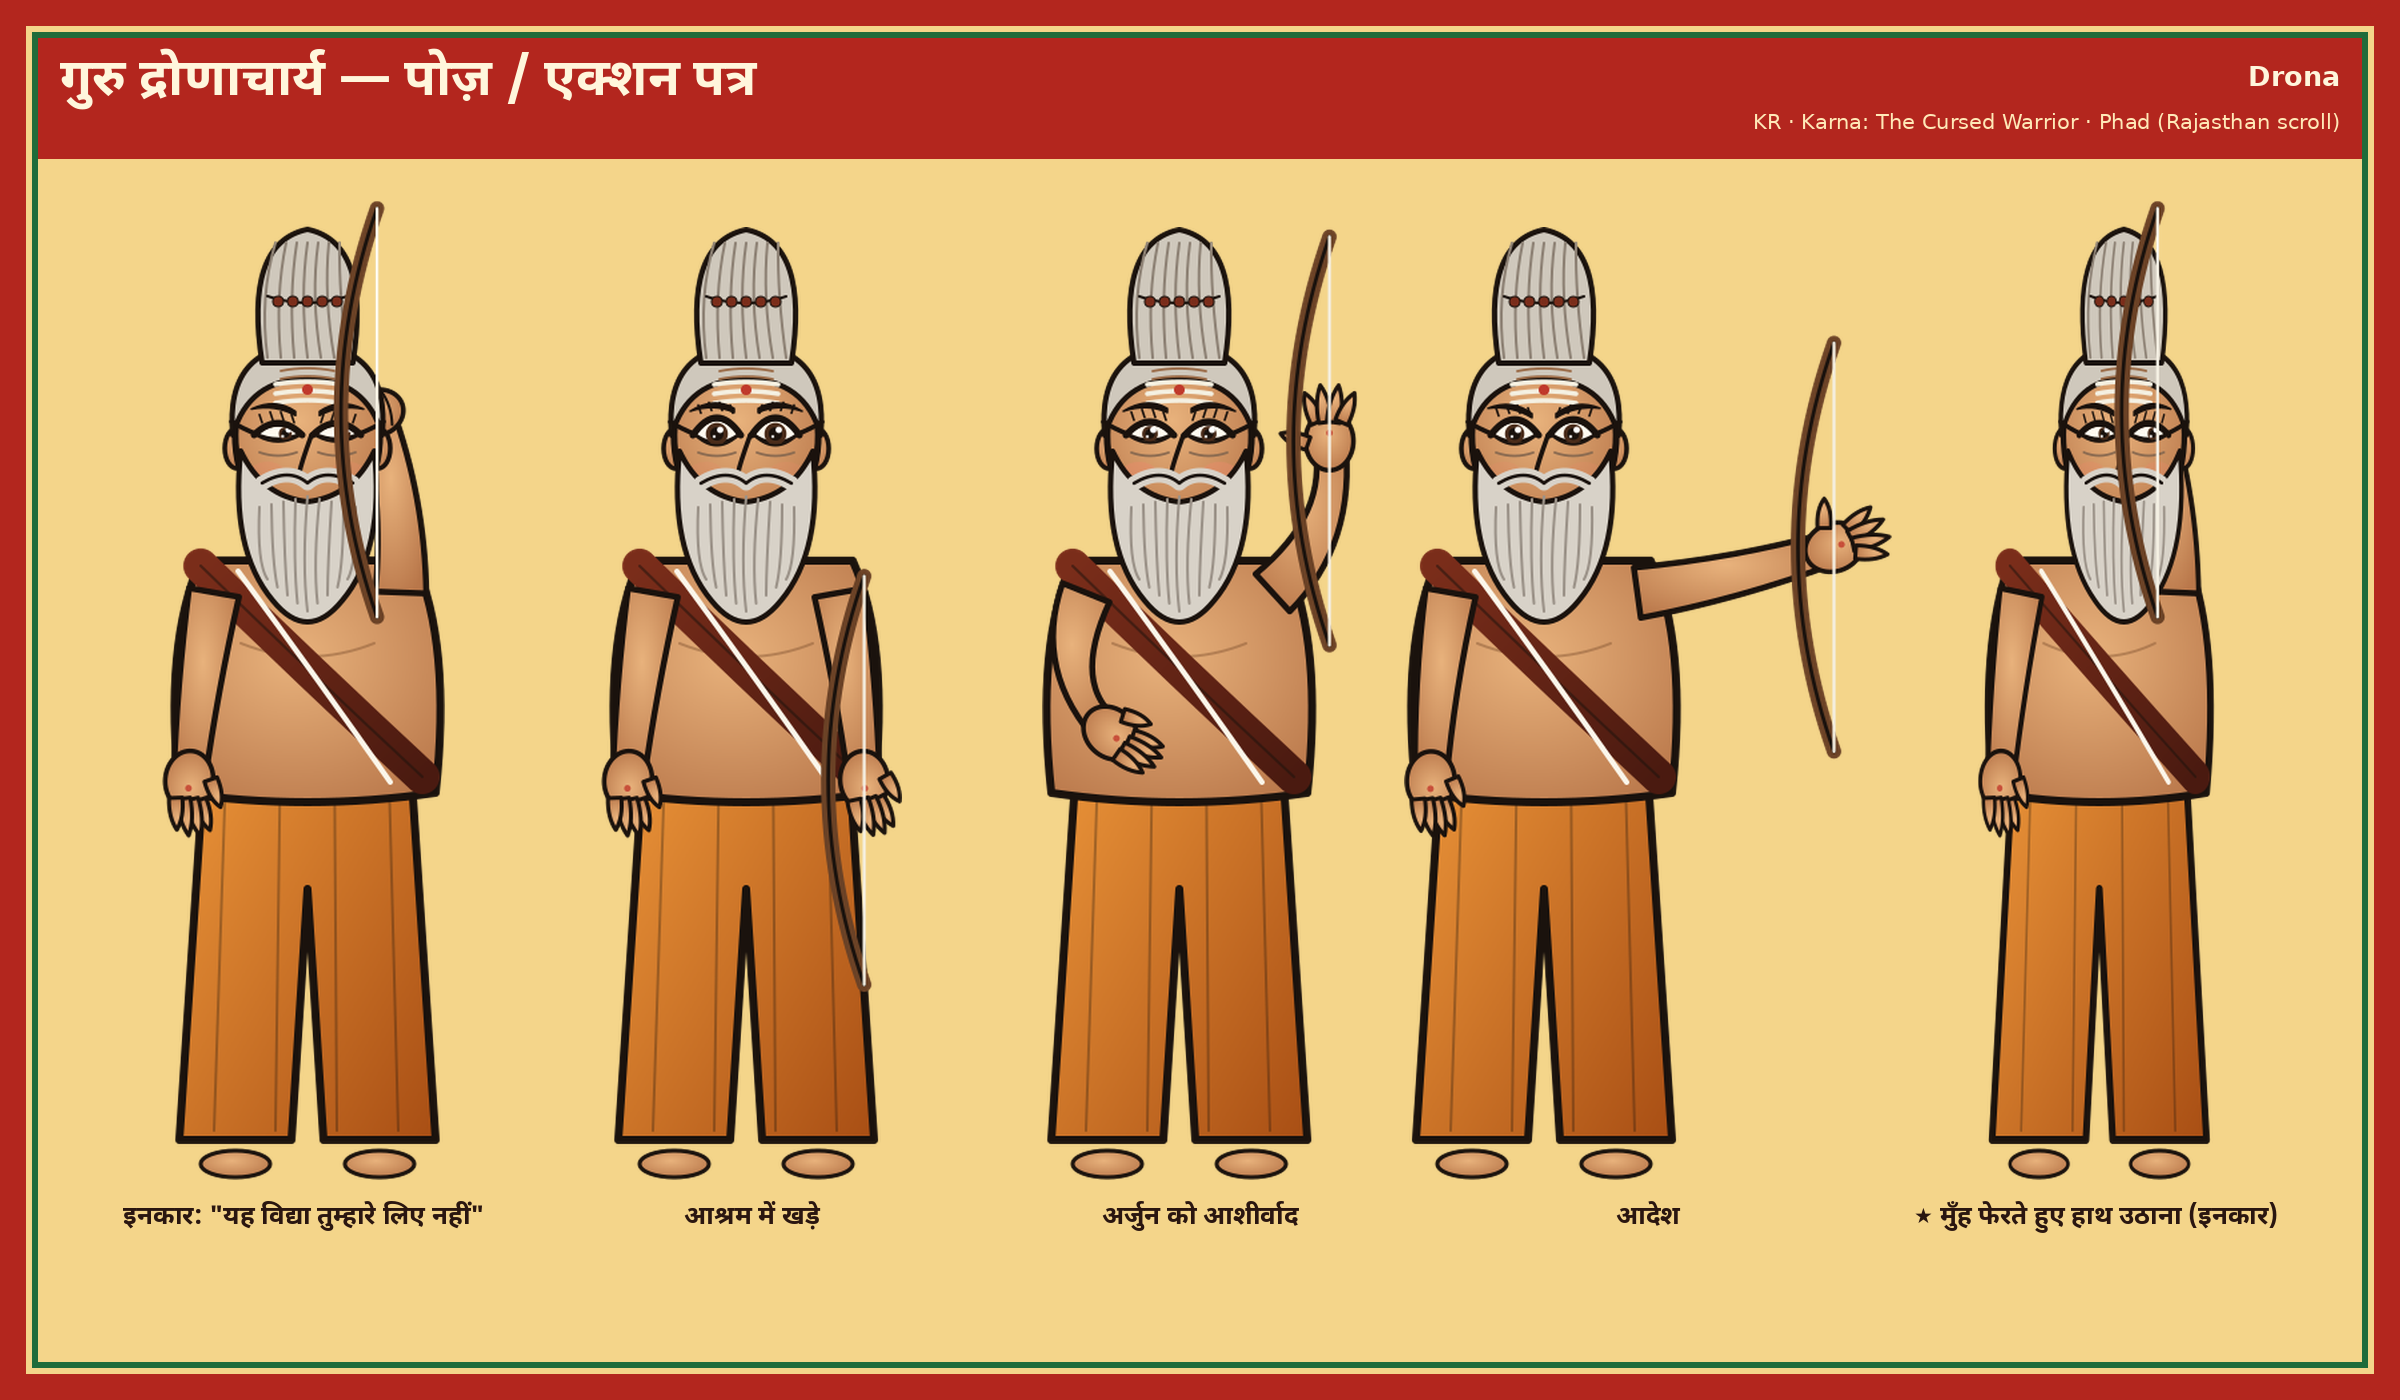 गुरु द्रोणाचार्य — पोज़ / एक्शन पत्र
Drona
KR · Karna: The Cursed Warrior · Phad (Rajasthan scroll)
इनकार: "यह विद्या तुम्हारे लिए नहीं"
आश्रम में खड़े
अर्जुन को आशीर्वाद
आदेश
★ मुँह फेरते हुए हाथ उठाना (इनकार)